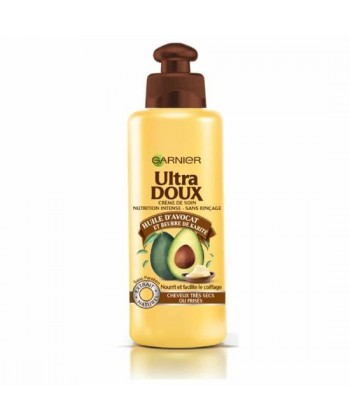 GARNIER
Ultra
DOUX
CRÈME DE SOIN
NUTRITION INTENSE - SANS RINÇAGE
HUILE D'AVOCAT
ET BEURRE DE KARITÉ
Nourrit et facilite le coiffage
CHEVEUX TRÈS SECS
OU FRISÉS